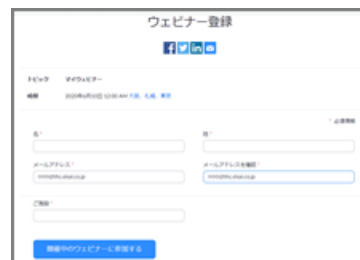 ウェビナー登録
トピック マイウェビナー
時間 2020年6月10日 12:00 AM 大阪、札幌、東京
* 必須情報
名* 姓*
メールアドレス* メールアドレスを確認*
ご施設*
開催中のウェビナーに参加する